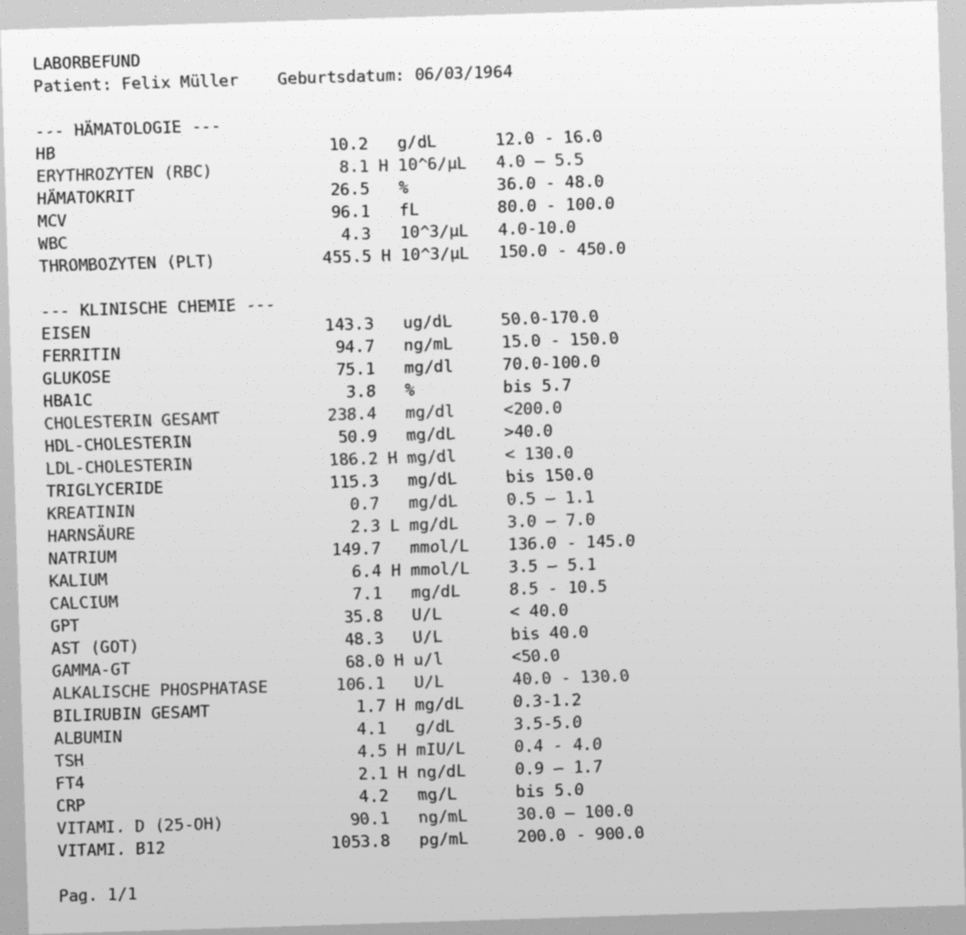 LABORBEFUND
Patient: Felix Müller    Geburtsdatum: 06/03/1964

--- HÄMATOLOGIE ---
HB                            10.2   g/dL      12.0 - 16.0
ERYTHROZYTEN (RBC)             8.1 H 10^6/µL   4.0 – 5.5
HÄMATOKRIT                    26.5   %         36.0 - 48.0
MCV                           96.1   fL        80.0 - 100.0
WBC                            4.3   10^3/µL   4.0-10.0
THROMBOZYTEN (PLT)           455.5 H 10^3/µL   150.0 - 450.0

--- KLINISCHE CHEMIE ---
EISEN                        143.3   ug/dL     50.0-170.0
FERRITIN                      94.7   ng/mL     15.0 - 150.0
GLUKOSE                       75.1   mg/dl     70.0-100.0
HBA1C                          3.8   %         bis 5.7
CHOLESTERIN GESAMT           238.4   mg/dl     <200.0
HDL-CHOLESTERIN               50.9   mg/dL     >40.0
LDL-CHOLESTERIN              186.2 H mg/dl     < 130.0
TRIGLYCERIDE                 115.3   mg/dL     bis 150.0
KREATININ                      0.7   mg/dL     0.5 – 1.1
HARNSÄURE                      2.3 L mg/dL     3.0 – 7.0
NATRIUM                      149.7   mmol/L    136.0 - 145.0
KALIUM                         6.4 H mmol/L    3.5 – 5.1
CALCIUM                        7.1   mg/dL     8.5 - 10.5
GPT                           35.8   U/L       < 40.0
AST (GOT)                     48.3   U/L       bis 40.0
GAMMA-GT                      68.0 H u/l       <50.0
ALKALISCHE PHOSPHATASE       106.1   U/L       40.0 - 130.0
BILIRUBIN GESAMT               1.7 H mg/dL     0.3-1.2
ALBUMIN                        4.1   g/dL      3.5-5.0
TSH                            4.5 H mIU/L     0.4 - 4.0
FT4                            2.1 H ng/dL     0.9 – 1.7
CRP                            4.2   mg/L      bis 5.0
VITAMI. D (25-OH)             90.1   ng/mL     30.0 – 100.0
VITAMI. B12                 1053.8   pg/mL     200.0 - 900.0

Pag. 1/1